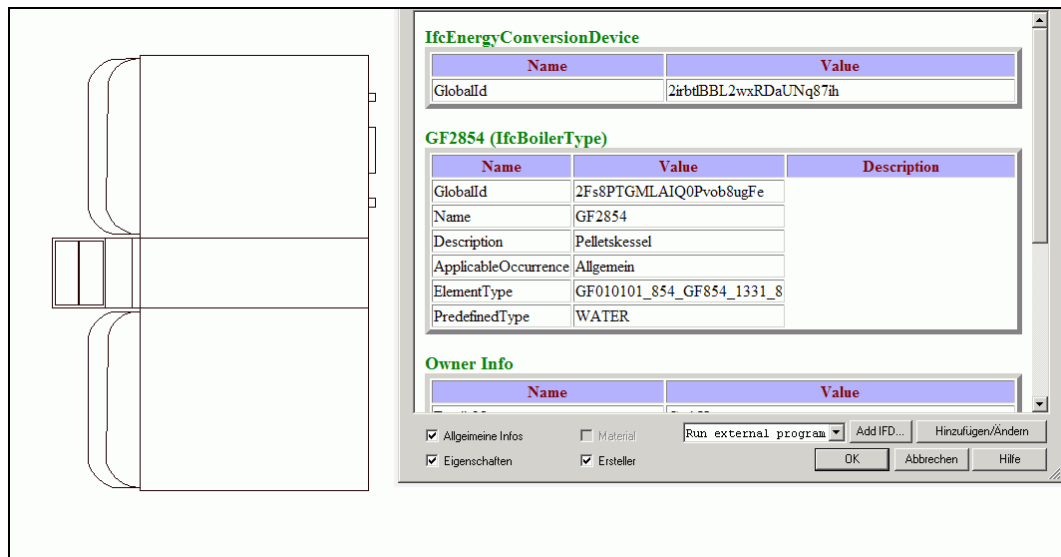 IfcEnergyConversionDevice
Name Value
GlobalId 2irbtlBBL2wxRDaUNq87ih
GF2854 (IfcBoilerType)
Name Value Description
GlobalId 2Fs8PTGMLAIQ0Pvob8ugFe
Name GF2854
Description Pelletskessel
ApplicableOccurrence Allgemein
ElementType GF010101_854_GF854_1331_8
PredefinedType WATER
Owner Info
Name Value
Allgeimeine Infos
Material
Run external program
Add IFD...
Hinzufügen/Ändern
Eigenschaften
Ersteller
OK
Abbrechen
Hilfe